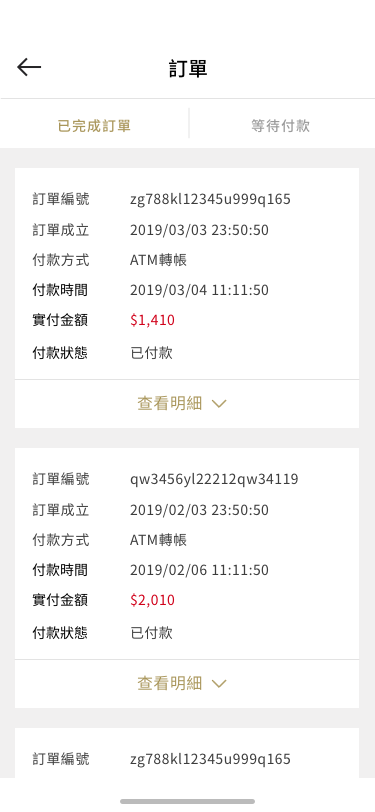 訂單
已完成訂單 等待付款
訂單編號 zg788kl12345u999q165
訂單成立 2019/03/03 23:50:50
付款方式 ATM轉帳
付款時間 2019/03/04 11:11:50
實付金額 $1,410
付款狀態 已付款
查看明細
訂單編號 qw3456yl22212qw34119
訂單成立 2019/02/03 23:50:50
付款方式 ATM轉帳
付款時間 2019/02/06 11:11:50
實付金額 $2,010
付款狀態 已付款
查看明細
訂單編號 zg788kl12345u999q165